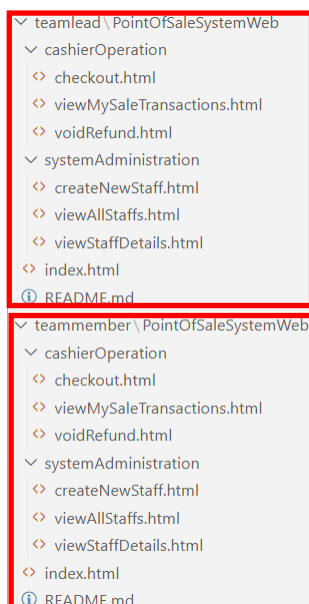 teamlead\PointOfSaleSystemWeb
cashierOperation
checkout.html
viewMySaleTransactions.html
voidRefund.html
systemAdministration
createNewStaff.html
viewAllStaffs.html
viewStaffDetails.html
index.html
README.md
teammember\PointOfSaleSystemWeb
cashierOperation
checkout.html
viewMySaleTransactions.html
voidRefund.html
systemAdministration
createNewStaff.html
viewAllStaffs.html
viewStaffDetails.html
index.html
README.md